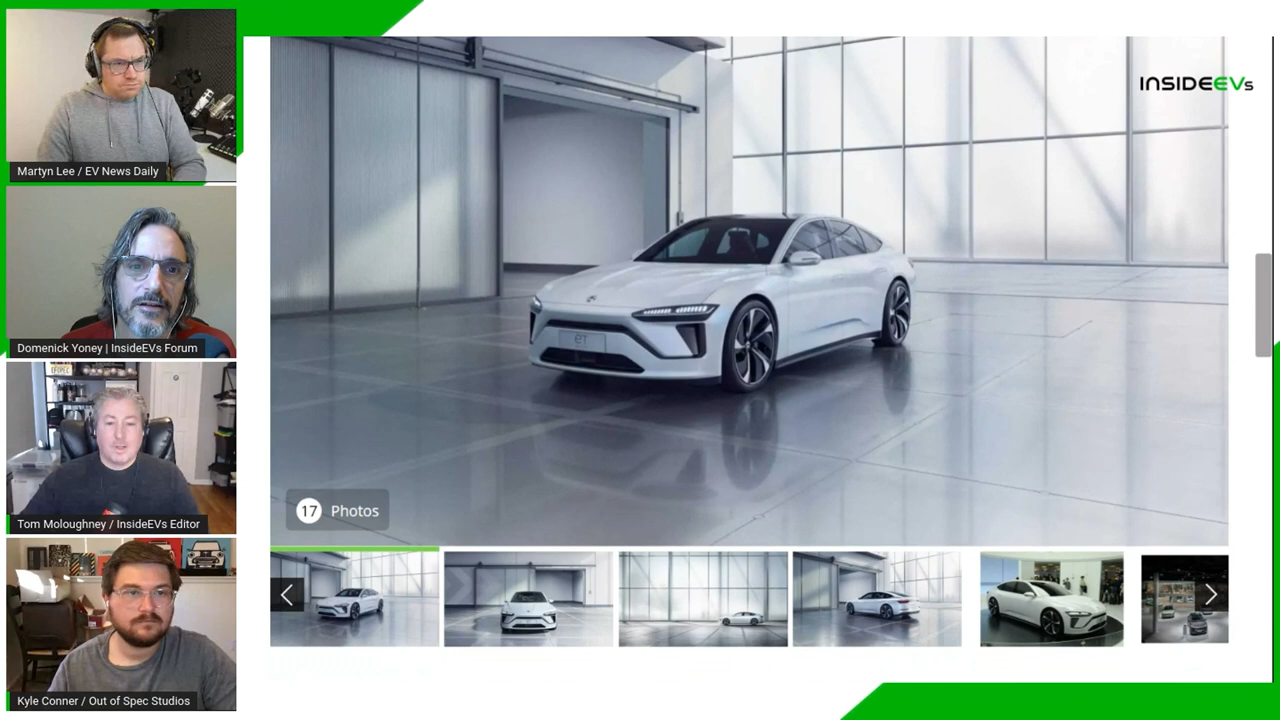 Martyn Lee / EV News Daily
Domenick Yoney | InsideEVs Forum
Tom Moloughney / InsideEVs Editor
Kyle Conner / Out of Spec Studios
INSIDEEVs
ET
17 Photos